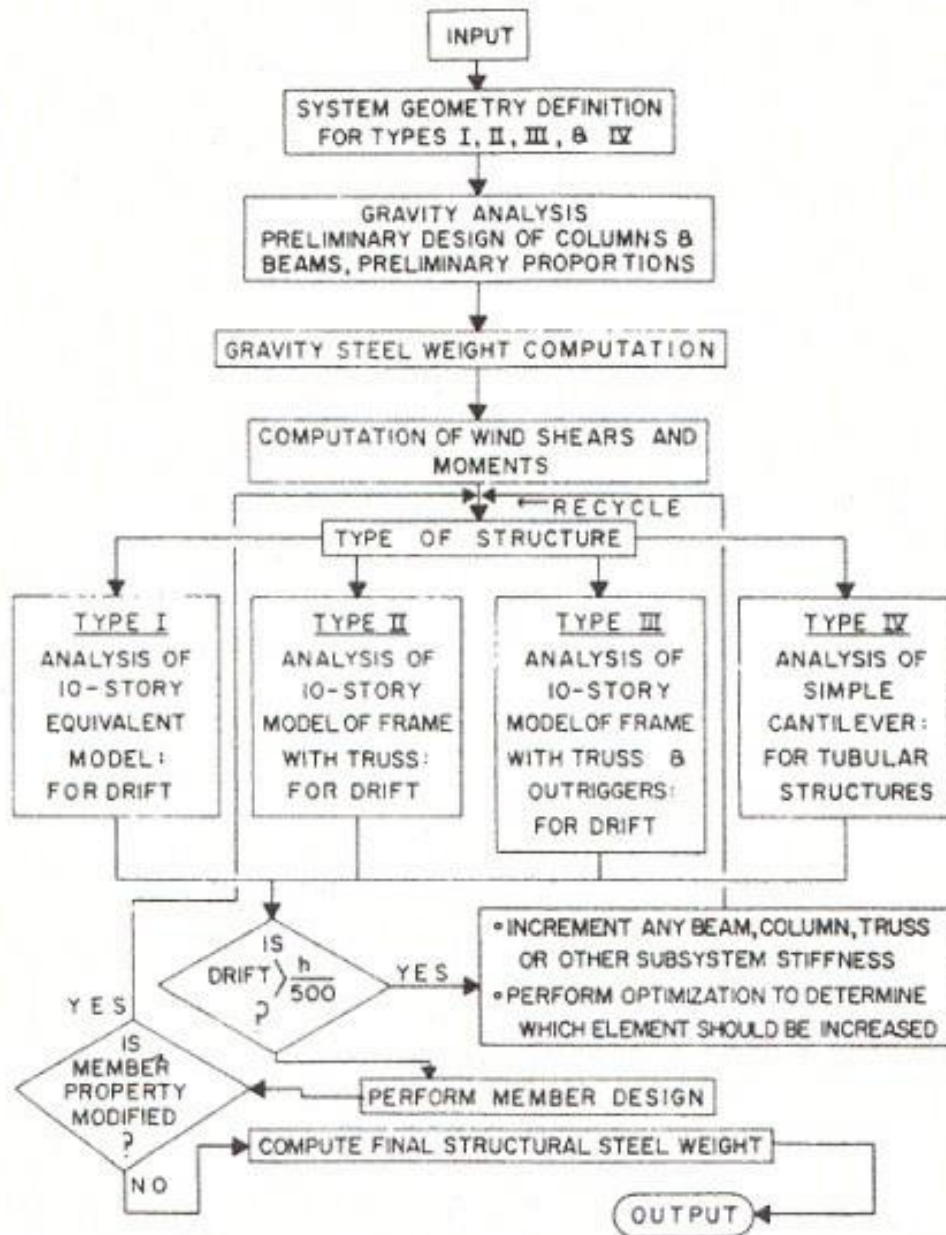 INPUT
SYSTEM GEOMETRY DEFINITION
FOR TYPES I, II, III, & IV
GRAVITY ANALYSIS
PRELIMINARY DESIGN OF COLUMNS &
BEAMS, PRELIMINARY PROPORTIONS
GRAVITY STEEL WEIGHT COMPUTATION
COMPUTATION OF WIND SHEARS AND
MOMENTS
←RECYCLE
TYPE OF STRUCTURE
TYPE I
ANALYSIS OF
10-STORY
EQUIVALENT
MODEL:
FOR DRIFT
TYPE II
ANALYSIS OF
10-STORY
MODEL OF FRAME
WITH TRUSS:
FOR DRIFT
TYPE III
ANALYSIS OF
10-STORY
MODEL OF FRAME
WITH TRUSS &
OUTRIGGERS:
FOR DRIFT
TYPE IV
ANALYSIS OF
SIMPLE
CANTILEVER:
FOR TUBULAR
STRUCTURES
IS
DRIFT > h/500
?
YES
• INCREMENT ANY BEAM, COLUMN, TRUSS
OR OTHER SUBSYSTEM STIFFNESS
• PERFORM OPTIMIZATION TO DETERMINE
WHICH ELEMENT SHOULD BE INCREASED
YES
IS
MEMBER
PROPERTY
MODIFIED
?
PERFORM MEMBER DESIGN
NO
COMPUTE FINAL STRUCTURAL STEEL WEIGHT
OUTPUT